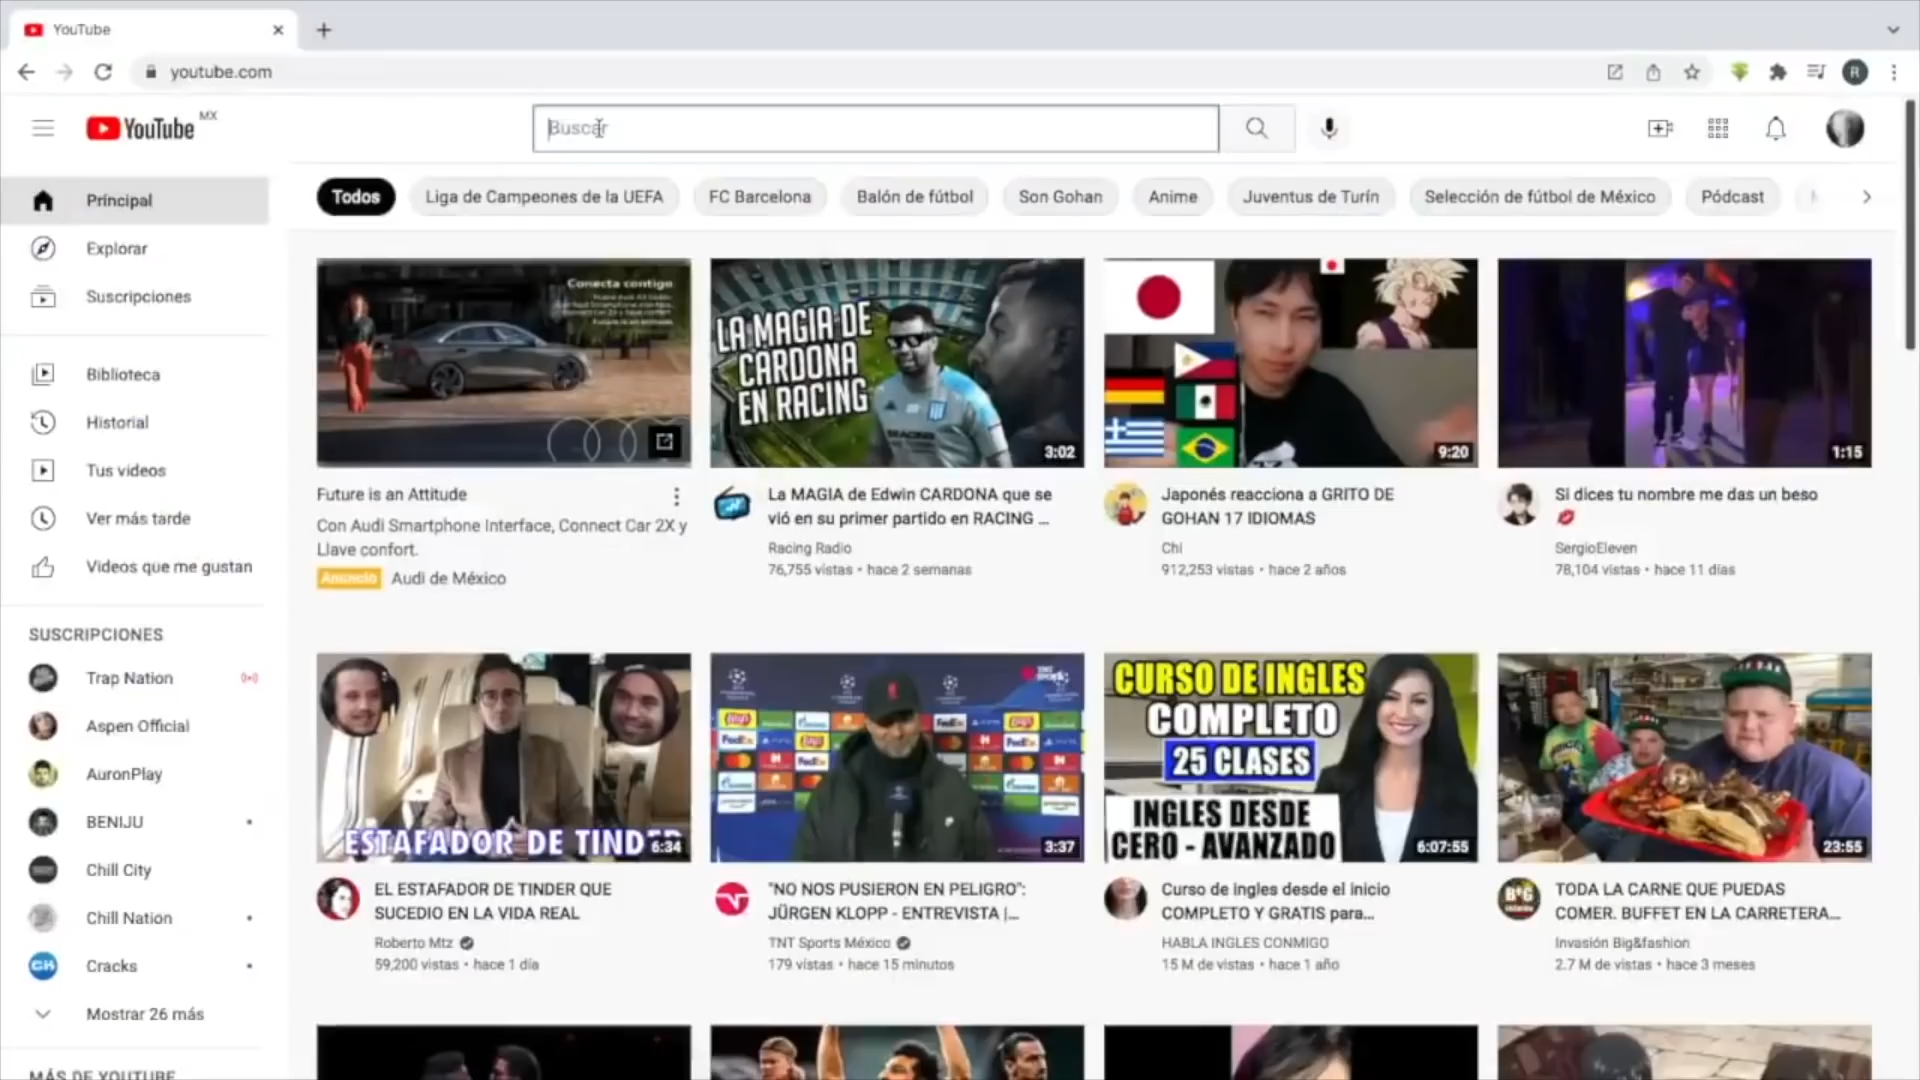 YouTube
youtube.com
R
YouTube MX
Buscar
Principal
Explorar
Suscripciones
Biblioteca
Historial
Tus videos
Ver más tarde
Videos que me gustan
SUSCRIPCIONES
Trap Nation
Aspen Official
AuronPlay
BENIJU
Chill City
Chill Nation
Cracks
Mostrar 26 más
MÁS DE YOUTUBE
Todos
Liga de Campeones de la UEFA
FC Barcelona
Balón de fútbol
Son Gohan
Anime
Juventus de Turín
Selección de fútbol de México
Pódcast
Conecta contigo
Future is an Attitude
Con Audi Smartphone Interface, Connect Car 2X y
Llave confort.
Anuncio Audi de México
LA MAGIA DE
CARDONA
EN RACING
3:02
La MAGIA de Edwin CARDONA que se
vió en su primer partido en RACING ...
Racing Radio
76,755 vistas • hace 2 semanas
9:20
Japonés reacciona a GRITO DE
GOHAN 17 IDIOMAS
Chi
912,253 vistas • hace 2 años
1:15
Si dices tu nombre me das un beso
💋
SergioEleven
78,104 vistas • hace 11 días
ESTAFADOR DE TINDER
6:34
EL ESTAFADOR DE TINDER QUE
SUCEDIO EN LA VIDA REAL
Roberto Mtz
59,200 vistas • hace 1 día
FedEx
3:37
"NO NOS PUSIERON EN PELIGRO":
JÜRGEN KLOPP - ENTREVISTA |...
TNT Sports México
179 vistas • hace 15 minutos
CURSO DE INGLES
COMPLETO
25 CLASES
INGLES DESDE
CERO - AVANZADO
6:07:55
Curso de ingles desde el inicio
COMPLETO Y GRATIS para...
HABLA INGLES CONMIGO
15 M de vistas • hace 1 año
23:55
TODA LA CARNE QUE PUEDAS
COMER. BUFFET EN LA CARRETERA...
Invasión Big&fashion
2.7 M de vistas • hace 3 meses